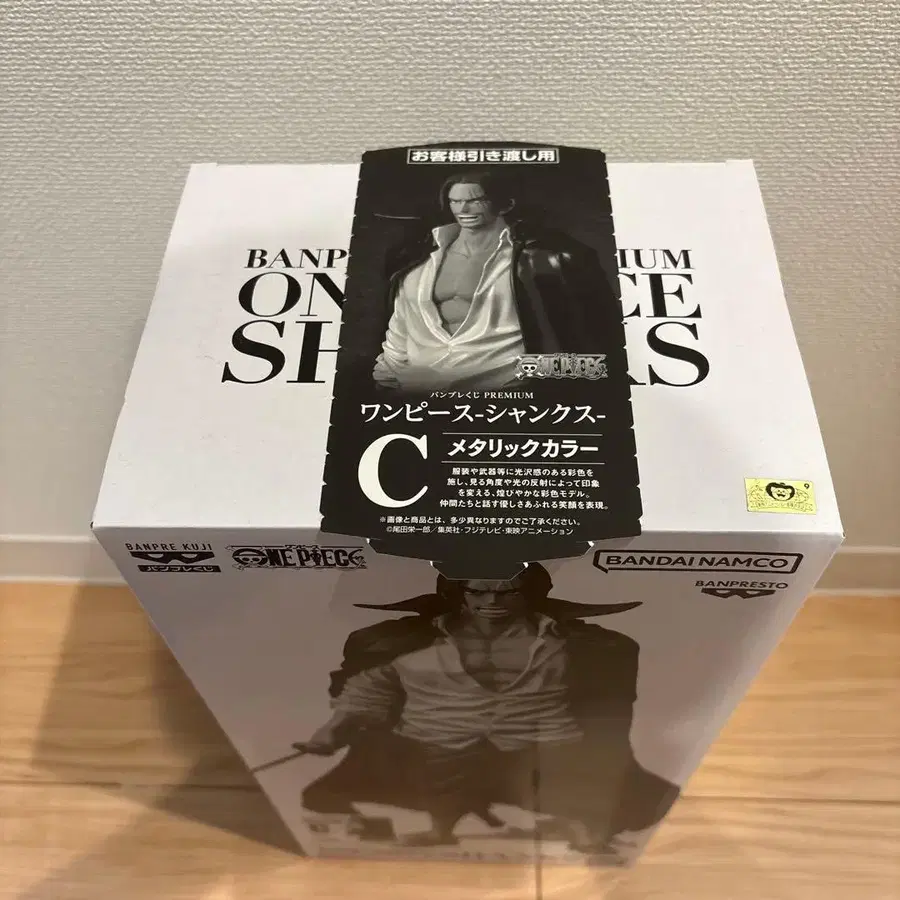 お客様引き渡し用
BANPR
IUM
ON
CE
SH
KS
ONE PIECE
バンプレくじ PREMIUM
ワンピース-シャンクス-
C
メタリックカラー
服装や武器等に光沢感のある彩色を
施し、見る角度や光の反射によって印象
を変える、煌びやかな彩色モデル。
仲間たちと話す優しさあふれる笑顔を表現。
※画像と商品とは、多少異なりますのでご了承ください。
©尾田栄一郎／集英社・フジテレビ・東映アニメーション
BANPRE KUJI
バンプレくじ
ONE PIECE
BANDAI NAMCO
BANPRESTO